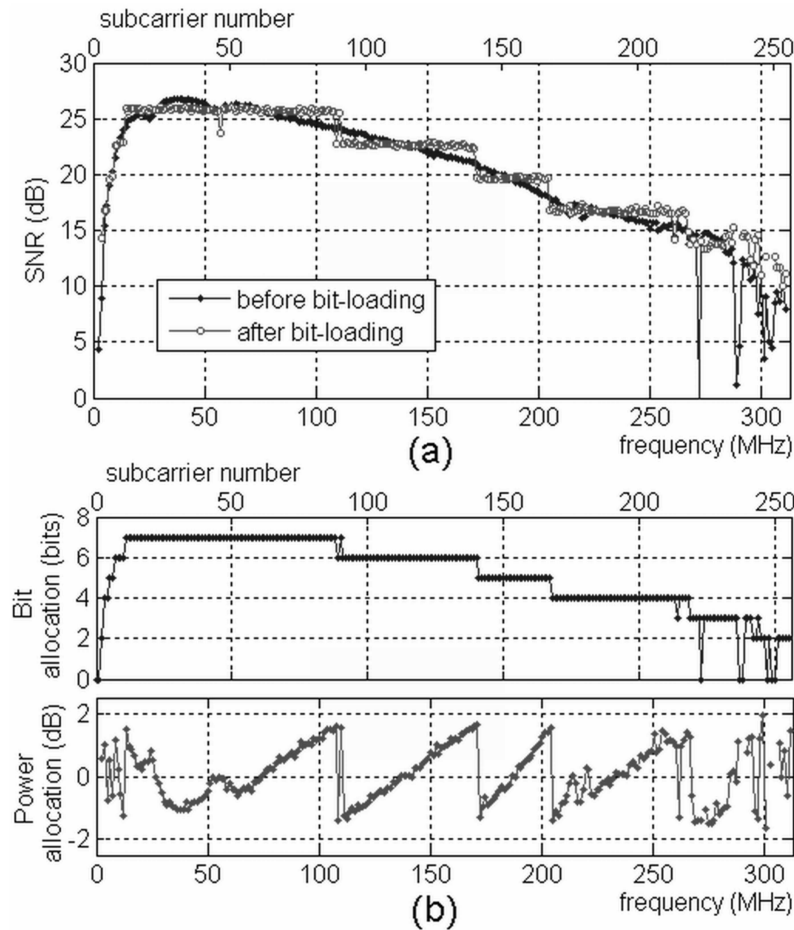 subcarrier number
0 50 100 150 200 250
30
25
20
15
10
5
0
SNR (dB)
before bit-loading
after bit-loading
0 50 100 150 200 250 300
(a)
frequency (MHz)
subcarrier number
0 50 100 150 200 250
8
6
4
2
0
Bit
allocation (bits)
2
0
-2
Power
allocation (dB)
0 50 100 150 200 250 300
(b)
frequency (MHz)